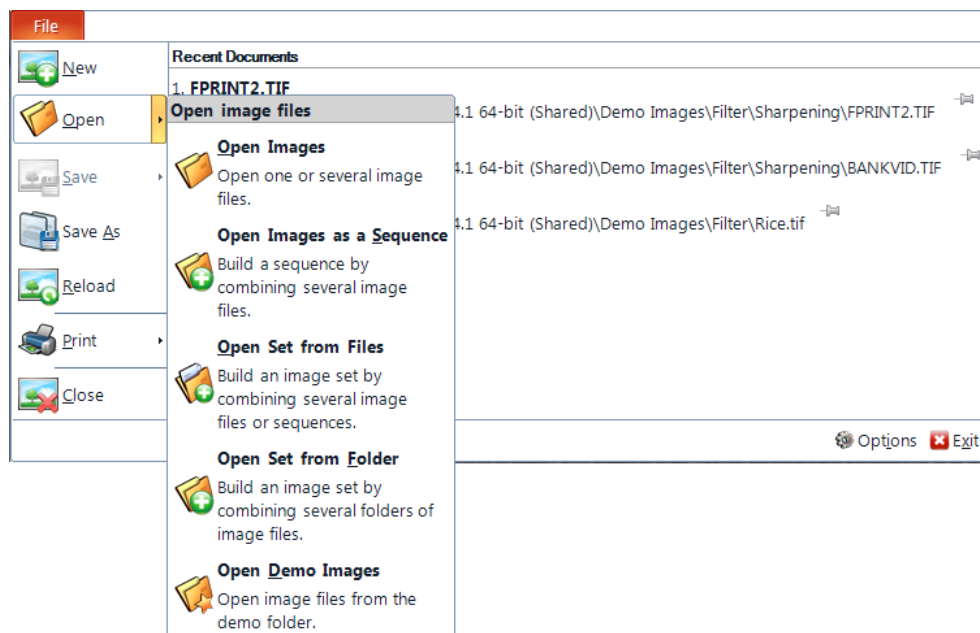 File
New
Open
Save
Save As
Reload
Print
Close
Recent Documents
1. FPRINT2.TIF
4.1 64-bit (Shared)\Demo Images\Filter\Sharpening\FPRINT2.TIF
4.1 64-bit (Shared)\Demo Images\Filter\Sharpening\BANKVID.TIF
4.1 64-bit (Shared)\Demo Images\Filter\Rice.tif
Open image files
Open Images
Open one or several image
files.
Open Images as a Sequence
Build a sequence by
combining several image
files.
Open Set from Files
Build an image set by
combining several image
files or sequences.
Open Set from Folder
Build an image set by
combining several folders of
image files.
Open Demo Images
Open image files from the
demo folder.
Options
Exit